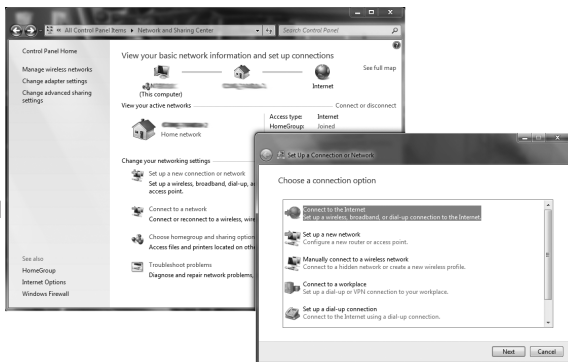 « All Control Panel Items ▸ Network and Sharing Center
Search Control Panel
Control Panel Home
Manage wireless networks
Change adapter settings
Change advanced sharing
settings
See also
HomeGroup
Internet Options
Windows Firewall
View your basic network information and set up connections
See full map
(This computer)
Internet
View your active networks
Connect or disconnect
Home network
Access type: Internet
HomeGroup: Joined
Change your networking settings
Set up a new connection or network
Set up a wireless, broadband, dial-up,
access point.
Connect to a network
Connect or reconnect to a wireless,
Choose homegroup and sharing
Access files and printers located on
Troubleshoot problems
Diagnose and repair network problems,
Set Up a Connection or Network
Choose a connection option
Connect to the Internet
Set up a wireless, broadband, or dial-up connection to the Internet.
Set up a new network
Configure a new router or access point.
Manually connect to a wireless network
Connect to a hidden network or create a new wireless profile.
Connect to a workplace
Set up a dial-up or VPN connection to your workplace.
Set up a dial-up connection
Connect to the Internet using a dial-up connection.
Next Cancel